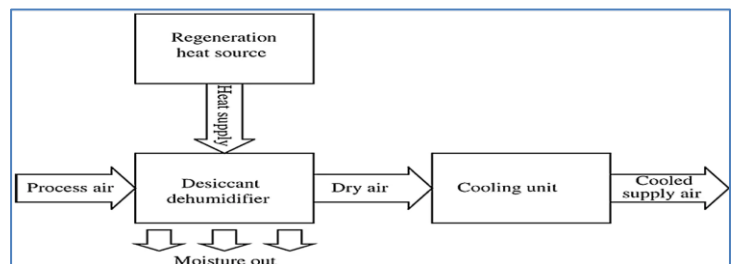 Regeneration
heat source
Heat supply
Process air
Desiccant
dehumidifier
Dry air
Cooling unit
Cooled
supply air
Moisture out